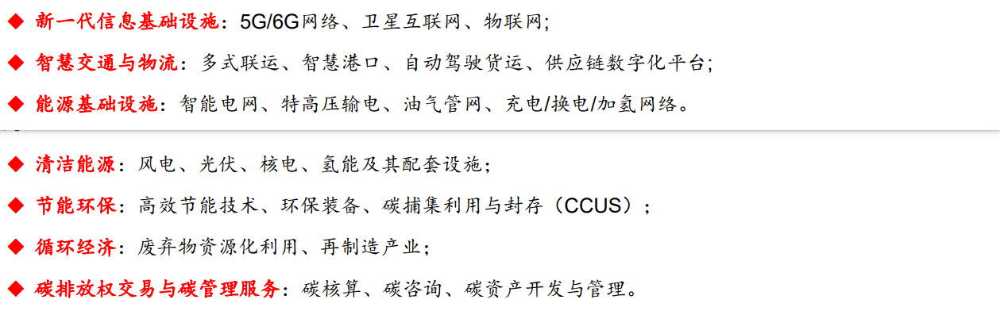 ◆ 新一代信息基础设施：5G/6G网络、卫星互联网、物联网;
◆ 智慧交通与物流：多式联运、智慧港口、自动驾驶货运、供应链数字化平台;
◆ 能源基础设施：智能电网、特高压输电、油气管网、充电/换电/加氢网络。
◆ 清洁能源：风电、光伏、核电、氢能及其配套设施；
◆ 节能环保：高效节能技术、环保装备、碳捕集利用与封存（CCUS）；
◆ 循环经济：废弃物资源化利用、再制造产业；
◆ 碳排放权交易与碳管理服务：碳核算、碳咨询、碳资产开发与管理。